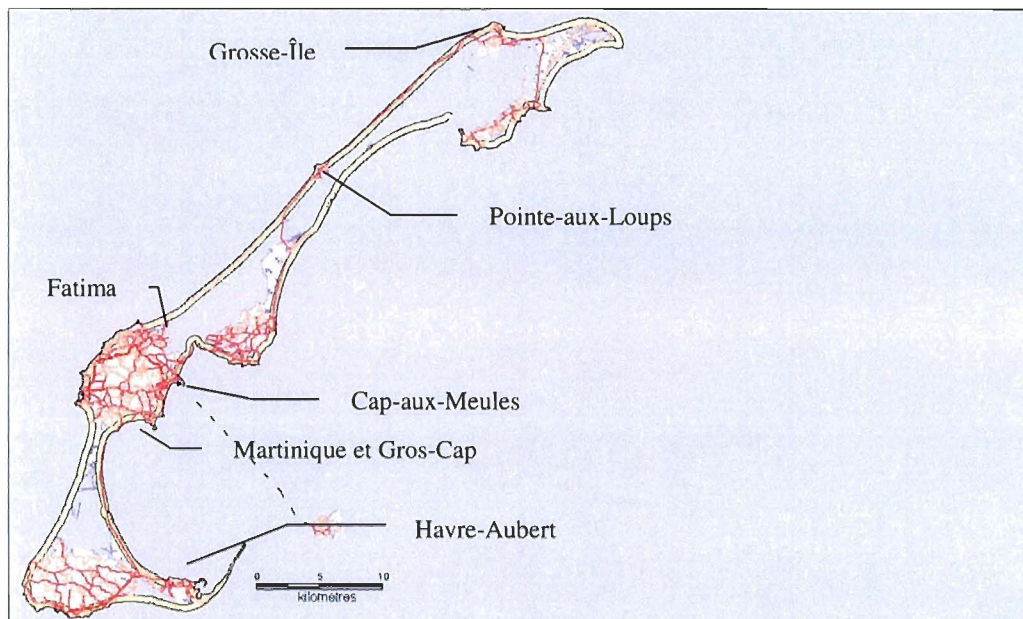 Grosse-Île
Pointe-aux-Loups
Fatima
Cap-aux-Meules
Martinique et Gros-Cap
Havre-Aubert
0 5 10
kilomètres